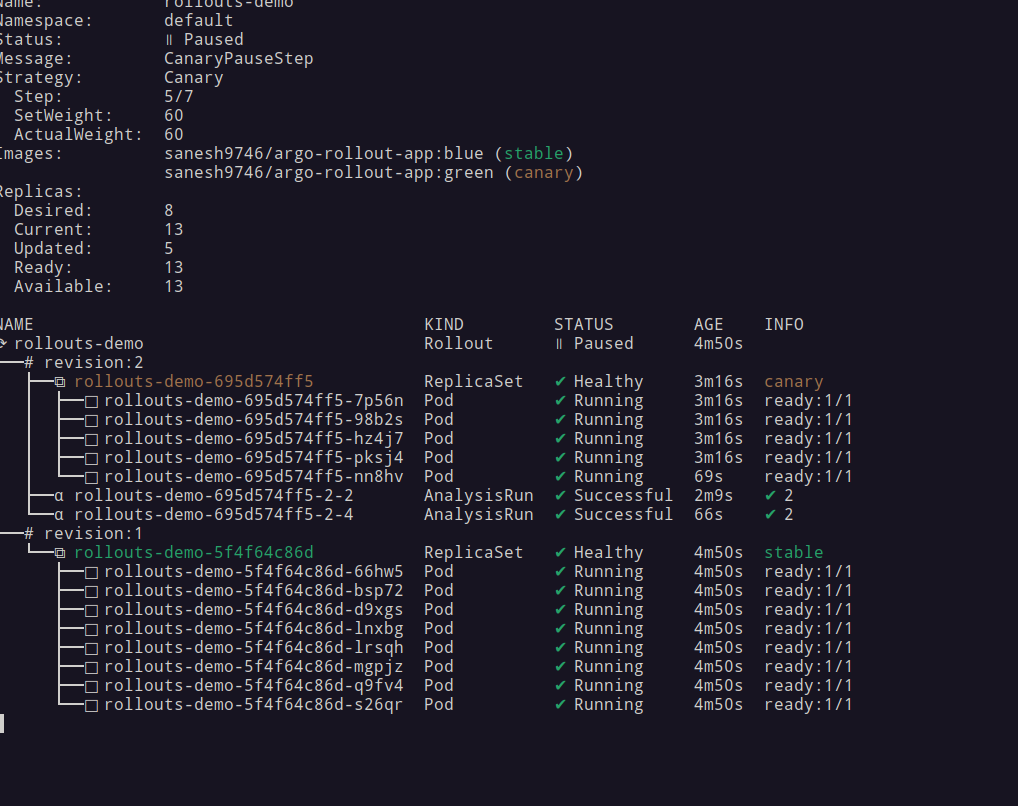 Name: rollouts-demo
Namespace: default
Status: ॥ Paused
Message: CanaryPauseStep
Strategy: Canary
Step: 5/7
SetWeight: 60
ActualWeight: 60
Images: sanesh9746/argo-rollout-app:blue (stable)
sanesh9746/argo-rollout-app:green (canary)
Replicas:
Desired: 8
Current: 13
Updated: 5
Ready: 13
Available: 13
NAME KIND STATUS AGE INFO
⟳ rollouts-demo Rollout ॥ Paused 4m50s
├──# revision:2
│ ├──⧉ rollouts-demo-695d574ff5 ReplicaSet ✔ Healthy 3m16s canary
│ │ ├──□ rollouts-demo-695d574ff5-7p56n Pod ✔ Running 3m16s ready:1/1
│ │ ├──□ rollouts-demo-695d574ff5-98b2s Pod ✔ Running 3m16s ready:1/1
│ │ ├──□ rollouts-demo-695d574ff5-hz4j7 Pod ✔ Running 3m16s ready:1/1
│ │ ├──□ rollouts-demo-695d574ff5-pksj4 Pod ✔ Running 3m16s ready:1/1
│ │ └──□ rollouts-demo-695d574ff5-nn8hv Pod ✔ Running 69s ready:1/1
│ ├──α rollouts-demo-695d574ff5-2-2 AnalysisRun ✔ Successful 2m9s ✔ 2
│ └──α rollouts-demo-695d574ff5-2-4 AnalysisRun ✔ Successful 66s ✔ 2
└──# revision:1
└──⧉ rollouts-demo-5f4f64c86d ReplicaSet ✔ Healthy 4m50s stable
├──□ rollouts-demo-5f4f64c86d-66hw5 Pod ✔ Running 4m50s ready:1/1
├──□ rollouts-demo-5f4f64c86d-bsp72 Pod ✔ Running 4m50s ready:1/1
├──□ rollouts-demo-5f4f64c86d-d9xgs Pod ✔ Running 4m50s ready:1/1
├──□ rollouts-demo-5f4f64c86d-lnxbg Pod ✔ Running 4m50s ready:1/1
├──□ rollouts-demo-5f4f64c86d-lrsqh Pod ✔ Running 4m50s ready:1/1
├──□ rollouts-demo-5f4f64c86d-mgpjz Pod ✔ Running 4m50s ready:1/1
├──□ rollouts-demo-5f4f64c86d-q9fv4 Pod ✔ Running 4m50s ready:1/1
└──□ rollouts-demo-5f4f64c86d-s26qr Pod ✔ Running 4m50s ready:1/1